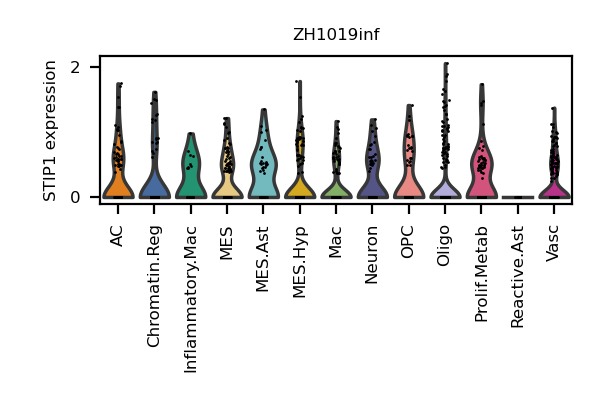 ZH1019inf
STIP1 expression
2
0
AC
Chromatin.Reg
Inflammatory.Mac
MES
MES.Ast
MES.Hyp
Mac
Neuron
OPC
Oligo
Prolif.Metab
Reactive.Ast
Vasc